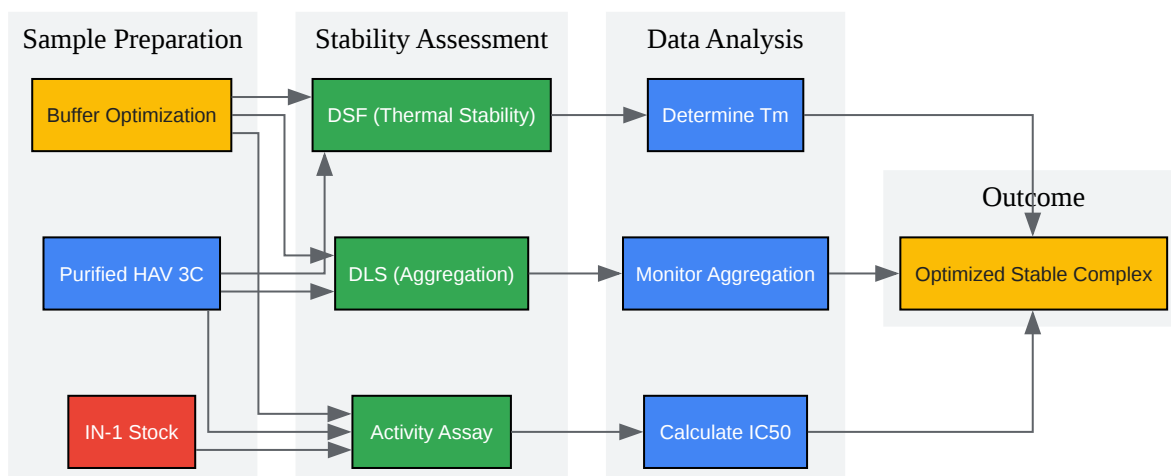 Sample Preparation
Stability Assessment
Data Analysis
Buffer Optimization
DSF (Thermal Stability)
Determine Tm
Outcome
Purified HAV 3C
DLS (Aggregation)
Monitor Aggregation
Optimized Stable Complex
IN-1 Stock
Activity Assay
Calculate IC50